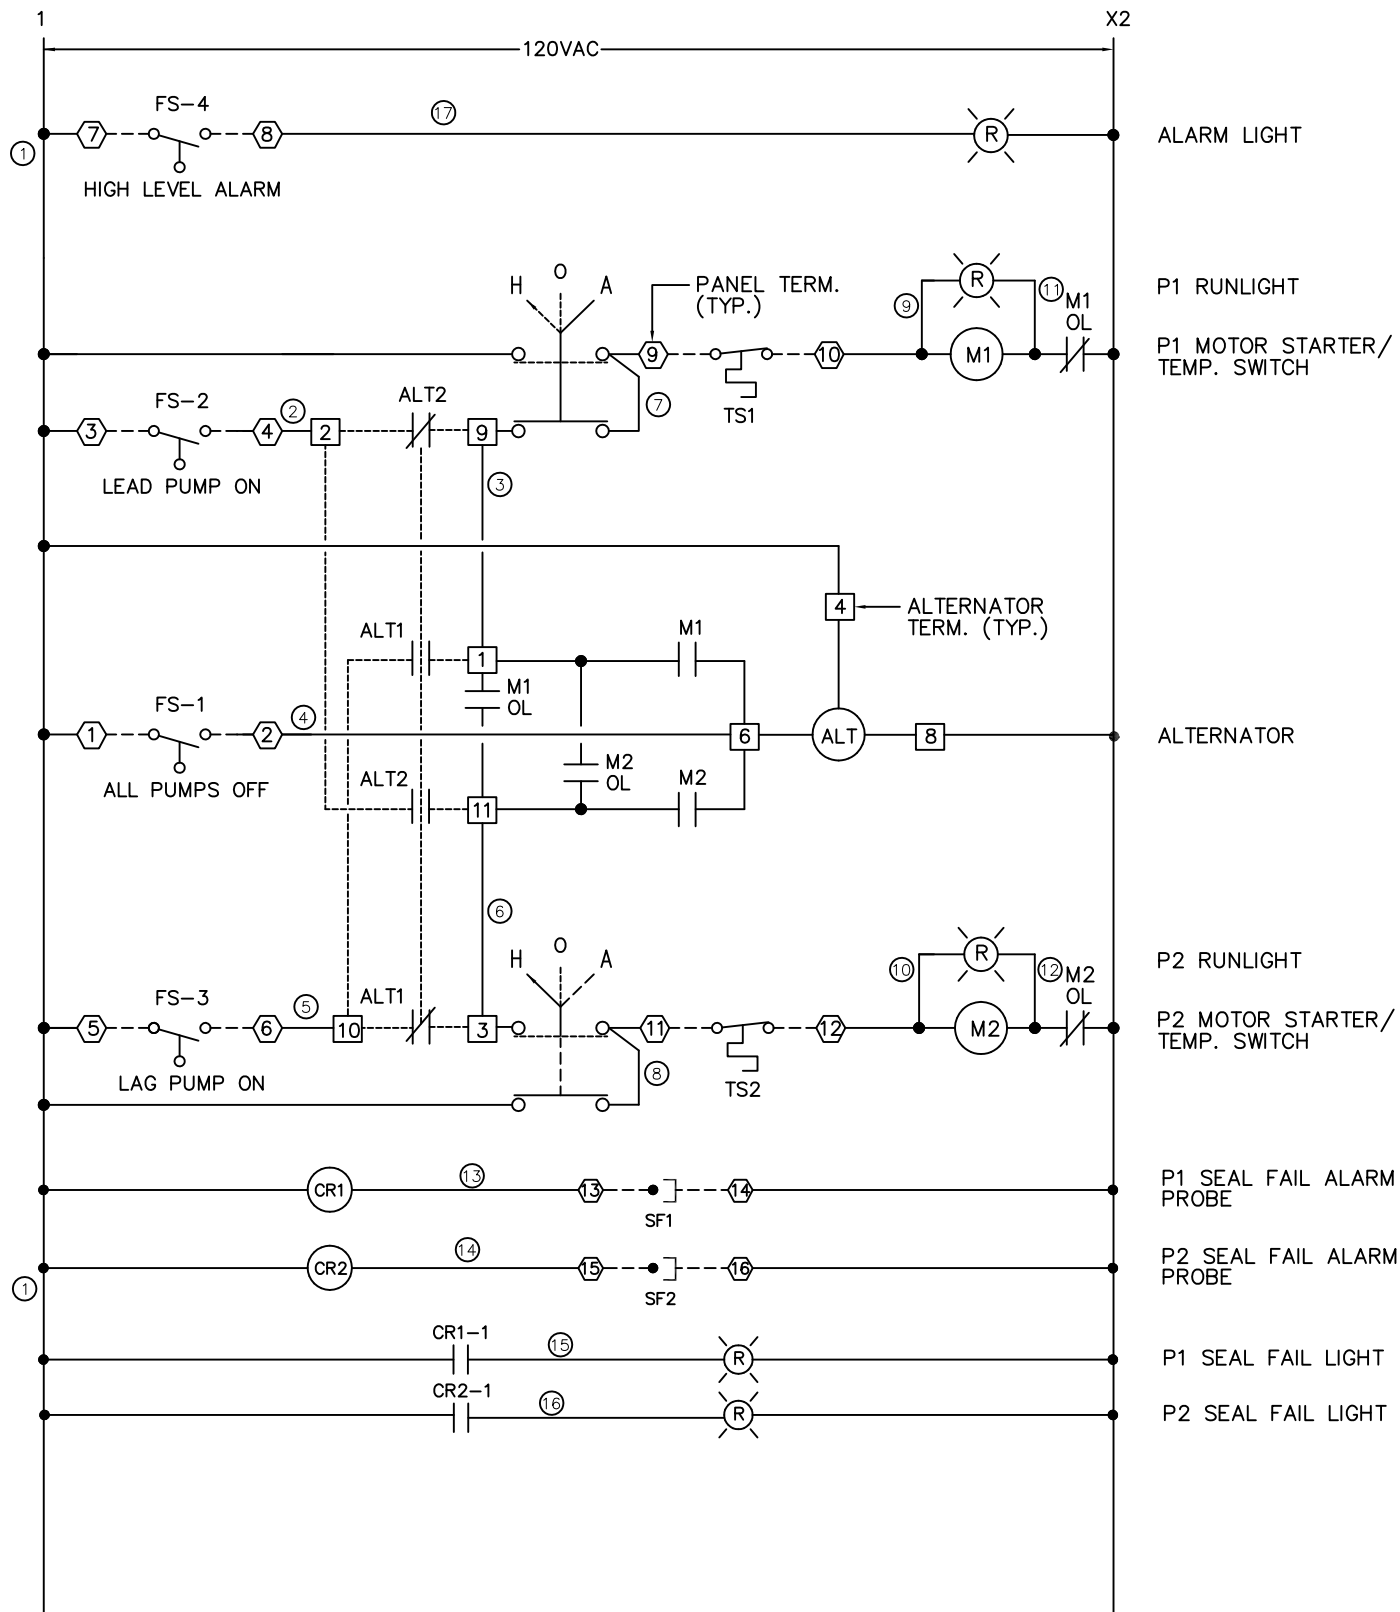 1
X2
120VAC
FS-4
17
7
8
R
ALARM LIGHT
1
HIGH LEVEL ALARM
H
O
A
PANEL TERM.
(TYP.)
R
P1 RUNLIGHT
9
11
M1
OL
9
10
M1
P1 MOTOR STARTER/
TEMP. SWITCH
TS1
7
FS-2
2
ALT2
3
4
2
9
LEAD PUMP ON
3
4
ALTERNATOR
TERM. (TYP.)
ALT1
M1
1
M1
OL
FS-1
4
1
2
6
ALT
8
ALTERNATOR
ALL PUMPS OFF
ALT2
M2
OL
M2
11
6
H
O
A
R
P2 RUNLIGHT
10
12
M2
OL
FS-3
5
ALT1
5
6
10
3
11
12
M2
P2 MOTOR STARTER/
TEMP. SWITCH
LAG PUMP ON
8
TS2
CR1
13
13
14
SF1
P1 SEAL FAIL ALARM
PROBE
CR2
14
15
16
SF2
P2 SEAL FAIL ALARM
PROBE
1
CR1-1
15
R
P1 SEAL FAIL LIGHT
CR2-1
16
R
P2 SEAL FAIL LIGHT